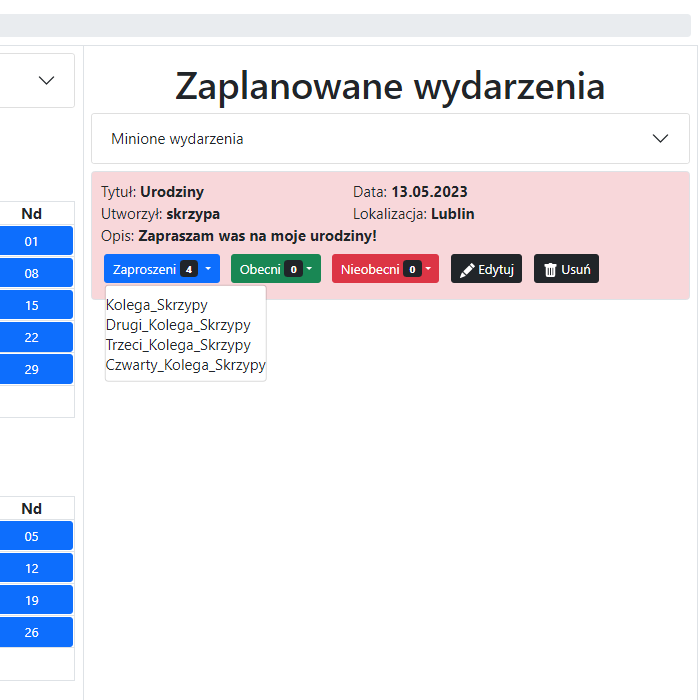 Zaplanowane wydarzenia
Minione wydarzenia
Tytuł: Urodziny Data: 13.05.2023
Utworzył: skrzypa Lokalizacja: Lublin
Opis: Zapraszam was na moje urodziny!
Zaproszeni 4 Obecni 0 Nieobecni 0 Edytuj Usuń
Kolega_Skrzypy
Drugi_Kolega_Skrzypy
Trzeci_Kolega_Skrzypy
Czwarty_Kolega_Skrzypy
Nd
01
08
15
22
29
Nd
05
12
19
26